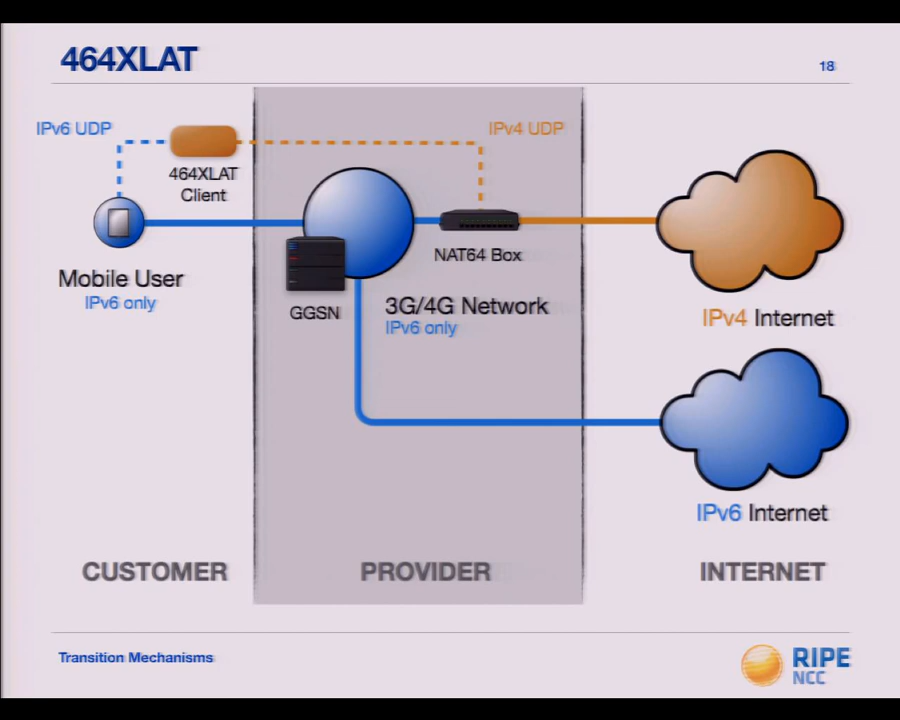 464XLAT
18
IPv6 UDP
IPv4 UDP
464XLAT
Client
NAT64 Box
Mobile User
IPv6 only
GGSN
3G/4G Network
IPv6 only
IPv4 Internet
IPv6 Internet
CUSTOMER
PROVIDER
INTERNET
Transition Mechanisms
RIPE
NCC